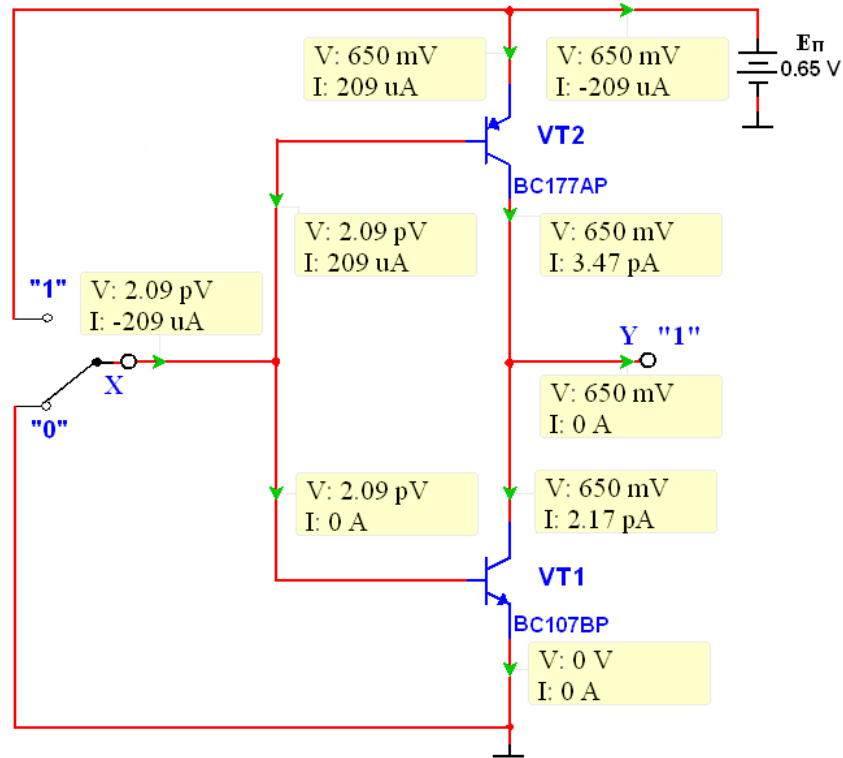 V: 650 mV
I: 209 uA
V: 650 mV
I: -209 uA
Eп
0.65 V
VT2
BC177AP
V: 2.09 pV
I: 209 uA
V: 650 mV
I: 3.47 pA
"1"
V: 2.09 pV
I: -209 uA
X
"0"
Y "1"
V: 650 mV
I: 0 A
V: 2.09 pV
I: 0 A
V: 650 mV
I: 2.17 pA
VT1
BC107BP
V: 0 V
I: 0 A